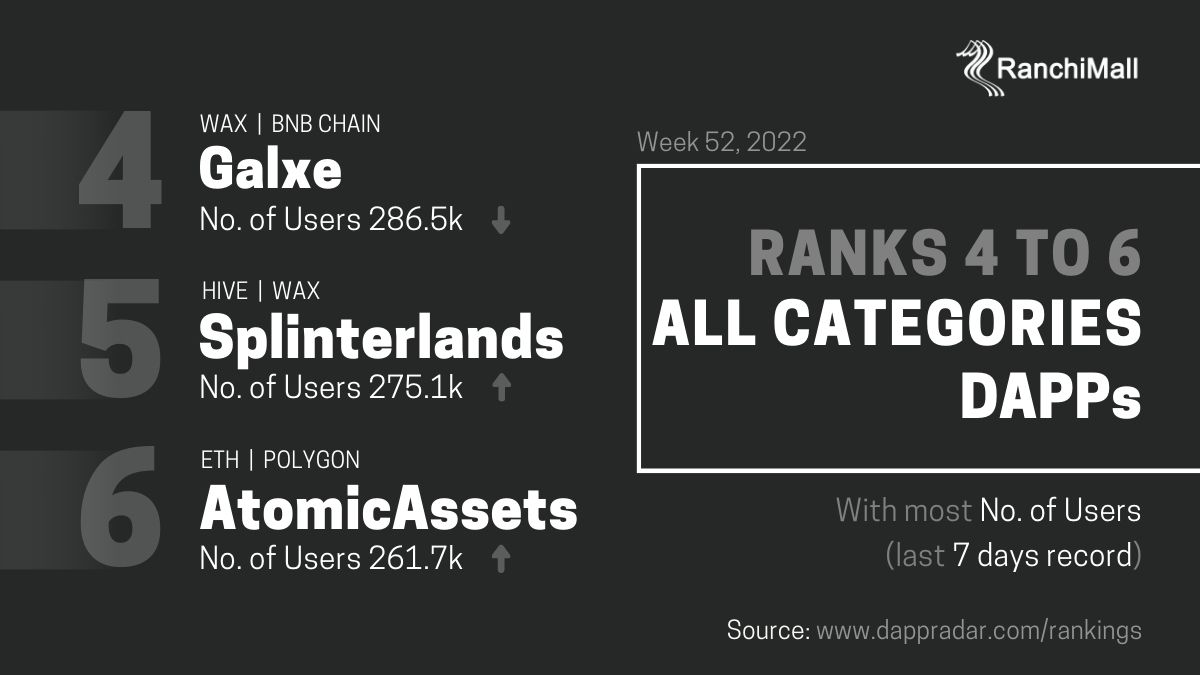 RanchiMall
4
WAX | BNB CHAIN
Galxe
No. of Users 286.5k
5
HIVE | WAX
Splinterlands
No. of Users 275.1k
6
ETH | POLYGON
AtomicAssets
No. of Users 261.7k
Week 52, 2022
RANKS 4 TO 6
ALL CATEGORIES
DAPPs
With most No. of Users
(last 7 days record)
Source: www.dappradar.com/rankings